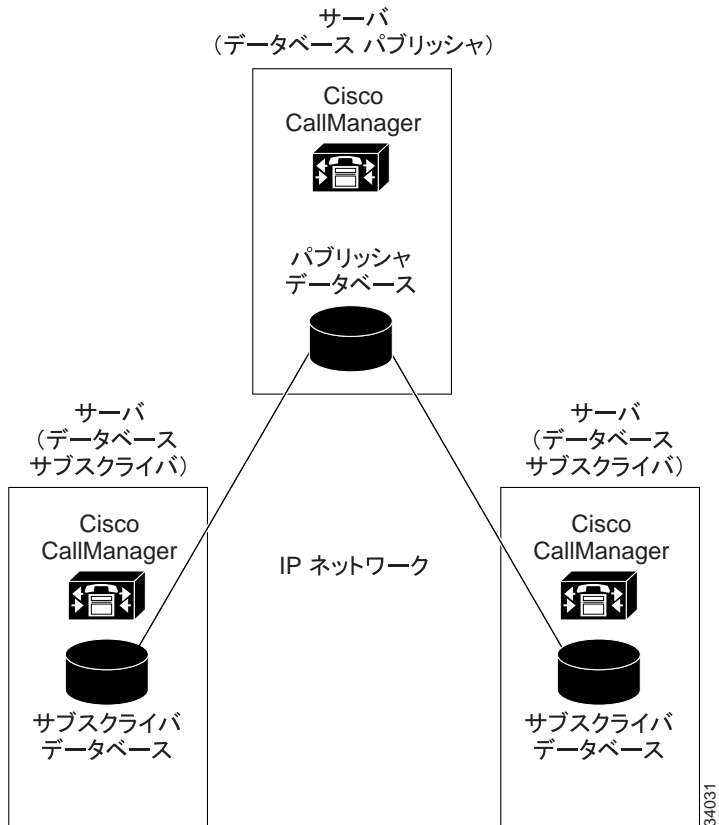 サーバ
（データベース パブリッシャ）
Cisco
CallManager
パブリッシャ
データベース
サーバ
（データベース
サブスクライバ）
Cisco
CallManager
サブスクライバ
データベース
IP ネットワーク
サーバ
（データベース
サブスクライバ）
Cisco
CallManager
サブスクライバ
データベース
34031